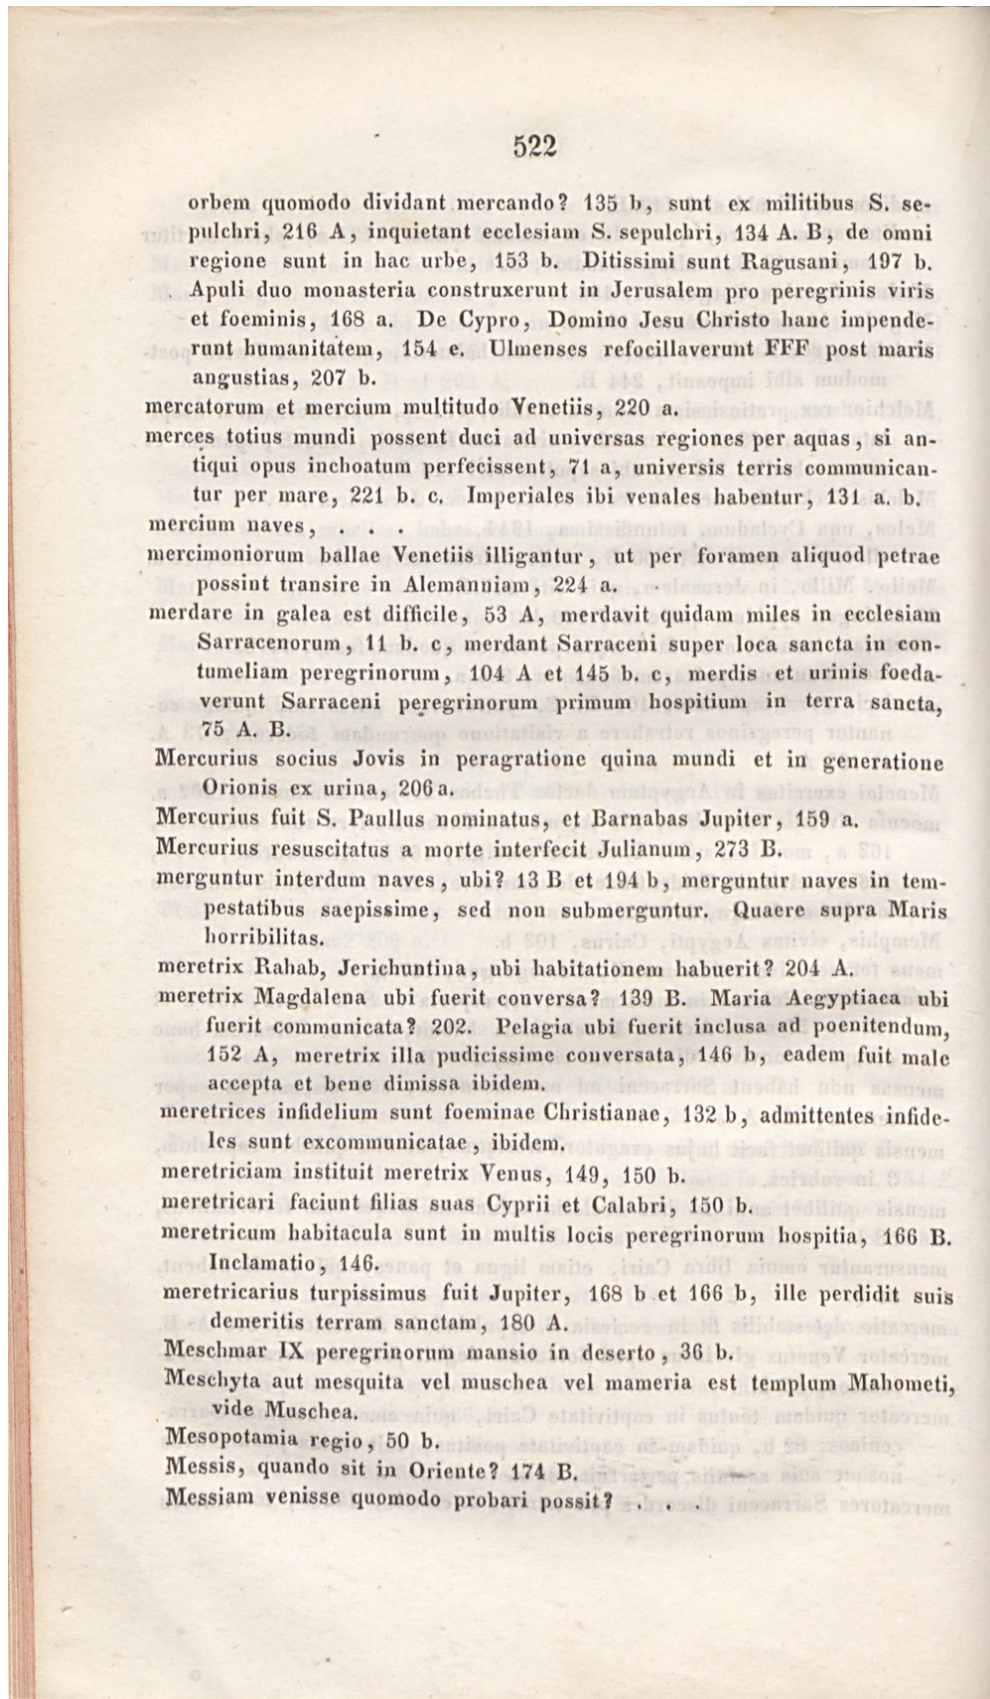 522
orbem quomodo dividant mercando? 135 b, sunt ex militibus S. se-
pulchri, 216 A, inquietant ecclesiam S. sepulchri, 134 A. B, de omni
regione sunt in hac urbe, 153 b. Ditissimi sunt Ragusani, 197 b.
Apuli duo monasteria construxerunt in Jerusalem pro peregrinis viris
et foeminis, 168 a. De Cypro, Domino Jesu Christo hanc impende-
runt humanitatem, 154 e. Ulmenses refocillaverunt FFF post maris
angustias, 207 b.
mercatorum et mercium multitudo Venetiis, 220 a.
merces totius mundi possent duci ad universas regiones per aquas, si an-
tiqui opus inchoatum perfecissent, 71 a, universis terris communican-
tur per mare, 221 b. c. Imperiales ibi venales habentur, 131 a. b.
mercium naves, . . .
mercimoniorum ballae Venetiis illigantur, ut per foramen aliquod petrae
possint transire in Alemanniam, 224 a.
merdare in galea est difficile, 53 A, merdavit quidam miles in ecclesiam
Sarracenorum, 11 b. c, merdant Sarraceni super loca sancta in con-
tumeliam peregrinorum, 104 A et 145 b. c, merdis et urinis foeda-
verunt Sarraceni peregrinorum primum hospitium in terra sancta,
75 A. B.
Mercurius socius Jovis in peragratione quina mundi et in generatione
Orionis ex urina, 206 a.
Mercurius fuit S. Paullus nominatus, et Barnabas Jupiter, 159 a.
Mercurius resuscitatus a morte interfecit Julianum, 273 B.
merguntur interdum naves, ubi? 13 B et 194 b, merguntur naves in tem-
pestatibus saepissime, sed non submerguntur. Quaere supra Maris
horribilitas.
meretrix Rahab, Jerichuntina, ubi habitationem habuerit? 204 A.
meretrix Magdalena ubi fuerit conversa? 139 B. Maria Aegyptiaca ubi
fuerit communicata? 202. Pelagia ubi fuerit inclusa ad poenitendum,
152 A, meretrix illa pudicissime conversata, 146 b, eadem fuit male
accepta et bene dimissa ibidem.
meretrices infidelium sunt foeminae Christianae, 132 b, admittentes infide-
les sunt excommunicatae, ibidem.
meretriciam instituit meretrix Venus, 149, 150 b.
meretricari faciunt filias suas Cyprii et Calabri, 150 b.
meretricum habitacula sunt in multis locis peregrinorum hospitia, 166 B.
Inclamatio, 146.
meretricarius turpissimus fuit Jupiter, 168 b et 166 b, ille perdidit suis
demeritis terram sanctam, 180 A.
Meschmar IX peregrinorum mansio in deserto, 36 b.
Meschyta aut mesquita vel muschea vel mameria est templum Mahometi,
vide Muschea.
Mesopotamia regio, 50 b.
Messis, quando sit in Oriente? 174 B.
Messiam venisse quomodo probari possit? . . .